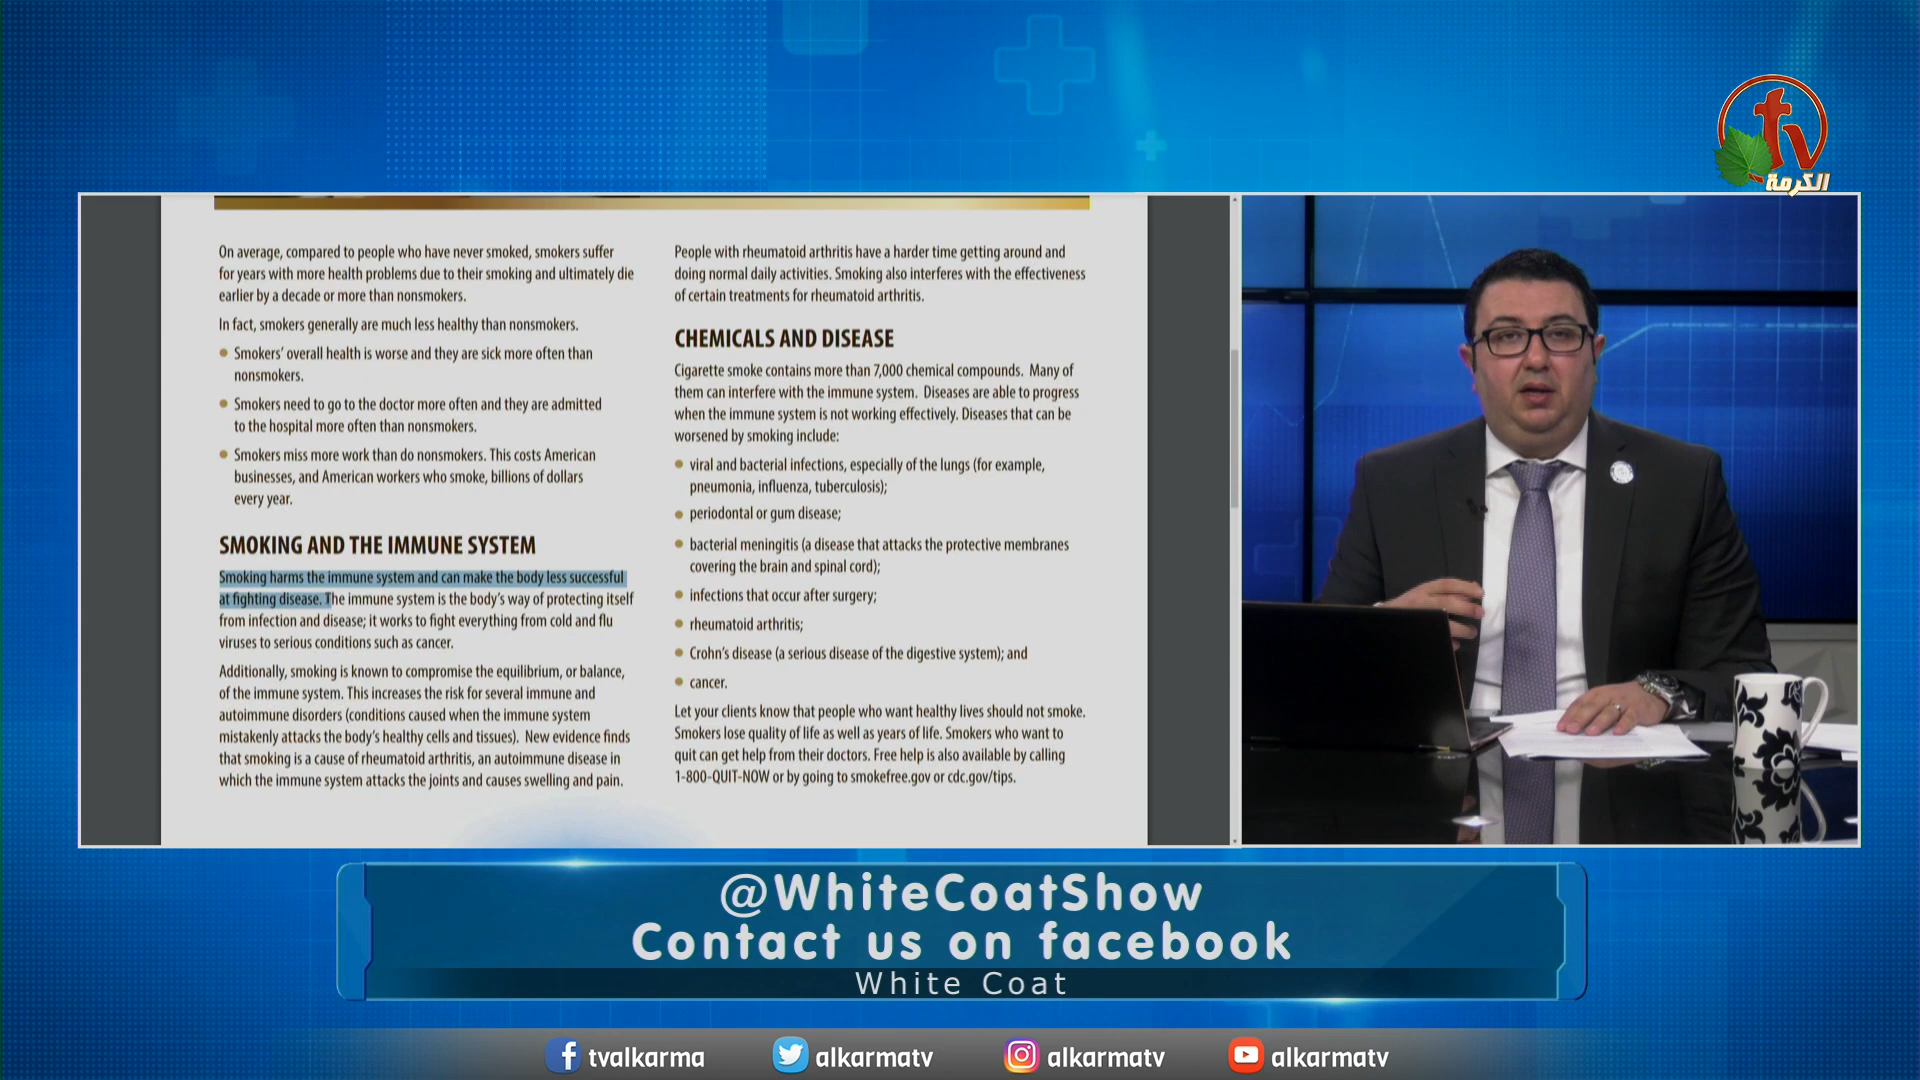 tv
الكرمة
On average, compared to people who have never smoked, smokers suffer
for years with more health problems due to their smoking and ultimately die
earlier by a decade or more than nonsmokers.
In fact, smokers generally are much less healthy than nonsmokers.
Smokers' overall health is worse and they are sick more often than
nonsmokers.
Smokers need to go to the doctor more often and they are admitted
to the hospital more often than nonsmokers.
Smokers miss more work than do nonsmokers. This costs American
businesses, and American workers who smoke, billions of dollars
every year.
SMOKING AND THE IMMUNE SYSTEM
Smoking harms the immune system and can make the body less successful
at fighting disease. The immune system is the body's way of protecting itself
from infection and disease; it works to fight everything from cold and flu
viruses to serious conditions such as cancer.
Additionally, smoking is known to compromise the equilibrium, or balance,
of the immune system. This increases the risk for several immune and
autoimmune disorders (conditions caused when the immune system
mistakenly attacks the body's healthy cells and tissues). New evidence finds
that smoking is a cause of rheumatoid arthritis, an autoimmune disease in
which the immune system attacks the joints and causes swelling and pain.
People with rheumatoid arthritis have a harder time getting around and
doing normal daily activities. Smoking also interferes with the effectiveness
of certain treatments for rheumatoid arthritis.
CHEMICALS AND DISEASE
Cigarette smoke contains more than 7,000 chemical compounds. Many of
them can interfere with the immune system. Diseases are able to progress
when the immune system is not working effectively. Diseases that can be
worsened by smoking include:
viral and bacterial infections, especially of the lungs (for example,
pneumonia, influenza, tuberculosis);
periodontal or gum disease;
bacterial meningitis (a disease that attacks the protective membranes
covering the brain and spinal cord);
infections that occur after surgery;
rheumatoid arthritis;
Crohn's disease (a serious disease of the digestive system); and
cancer.
Let your clients know that people who want healthy lives should not smoke.
Smokers lose quality of life as well as years of life. Smokers who want to
quit can get help from their doctors. Free help is also available by calling
1-800-QUIT-NOW or by going to smokefree.gov or cdc.gov/tips.
@WhiteCoatShow
Contact us on facebook
White Coat
tvalkarma alkarmatv alkarmatv alkarmatv